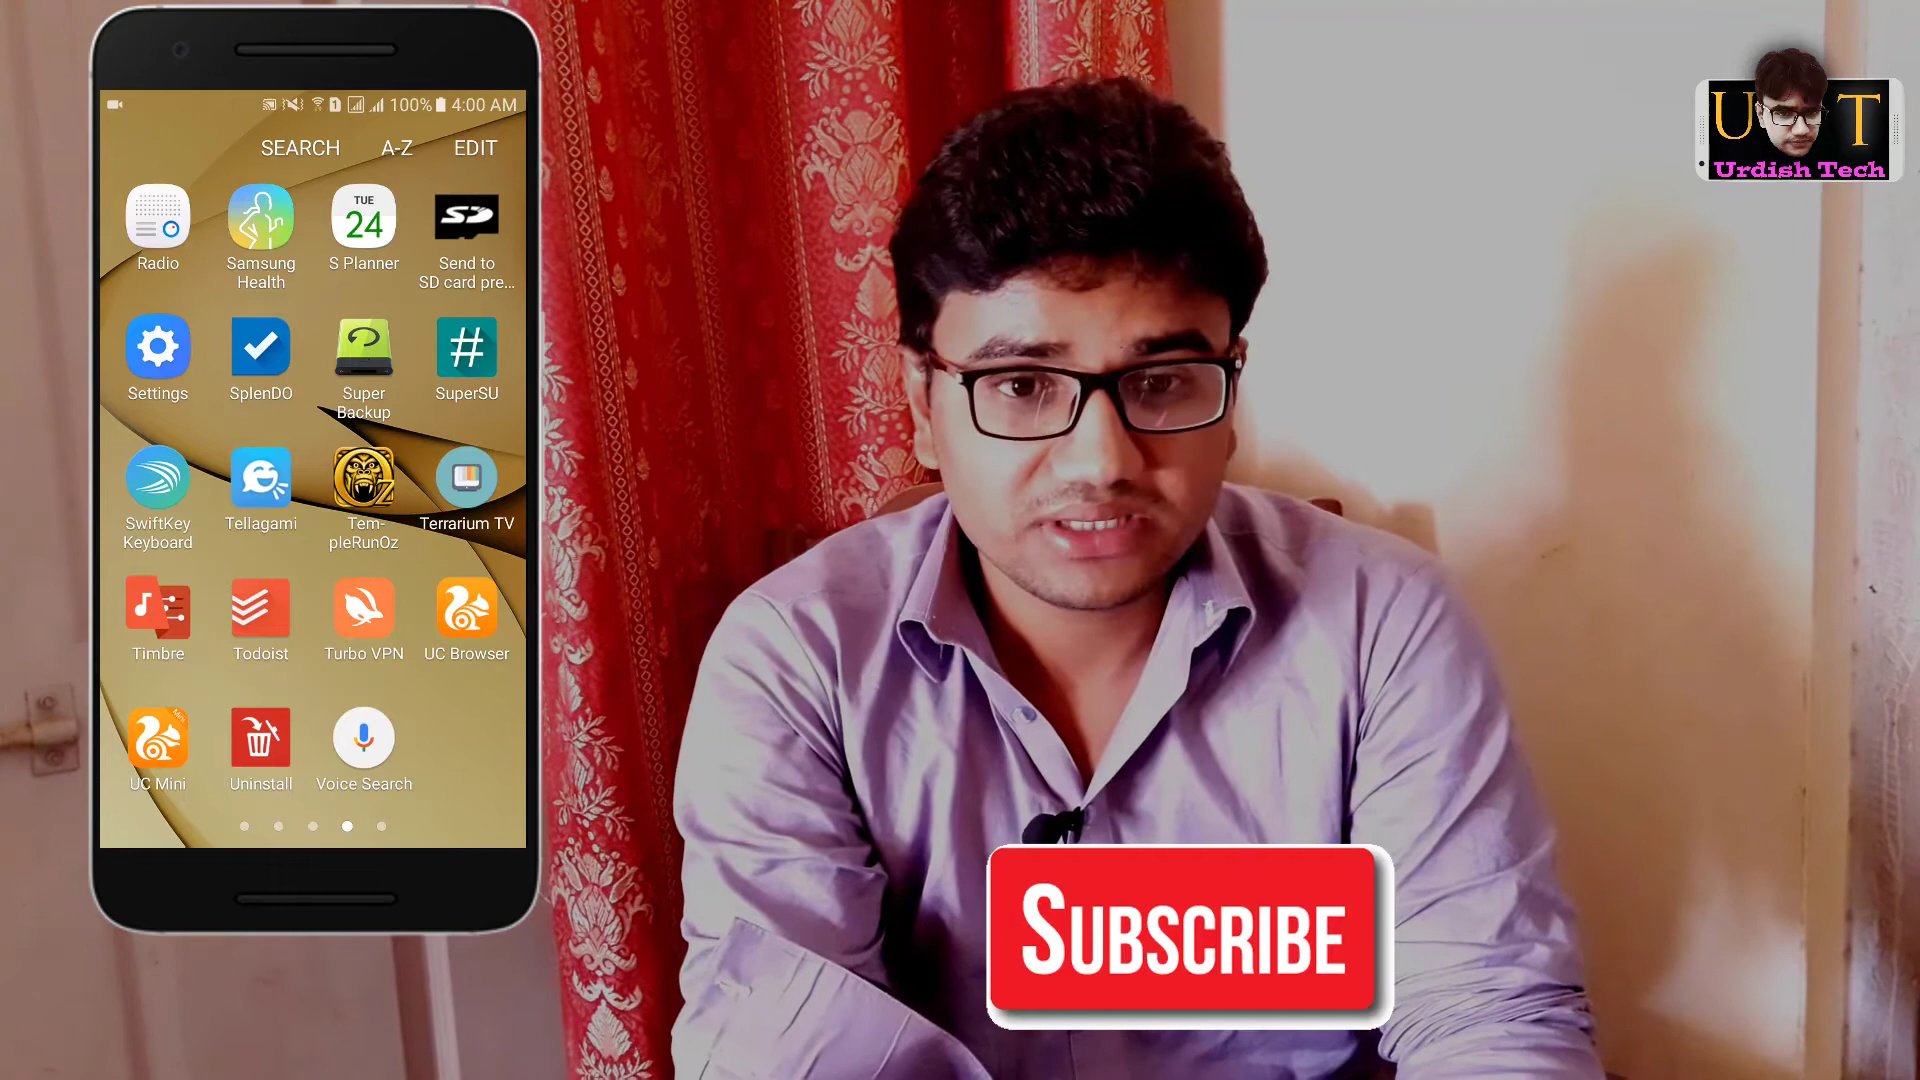 1 100% 4:00 AM
SEARCH A-Z EDIT
TUE
24
Radio
Samsung
Health
S Planner
Send to
SD card pre...
Settings
SplenDO
Super
Backup
SuperSU
SwiftKey
Keyboard
Tellagami
Tem-
pleRunOz
Terrarium TV
Timbre
Todoist
Turbo VPN
UC Browser
Mini
UC Mini
Uninstall
Voice Search
U T
Urdish Tech
SUBSCRIBE